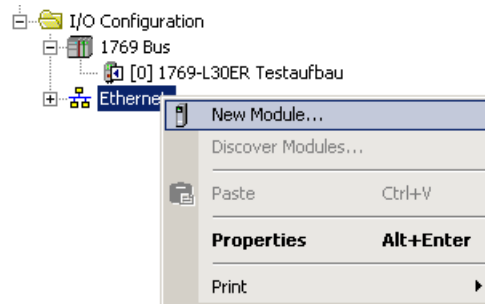 I/O Configuration
1769 Bus
[0] 1769-L30ER Testaufbau
Ethernet
New Module...
Discover Modules...
Paste Ctrl+V
Properties Alt+Enter
Print